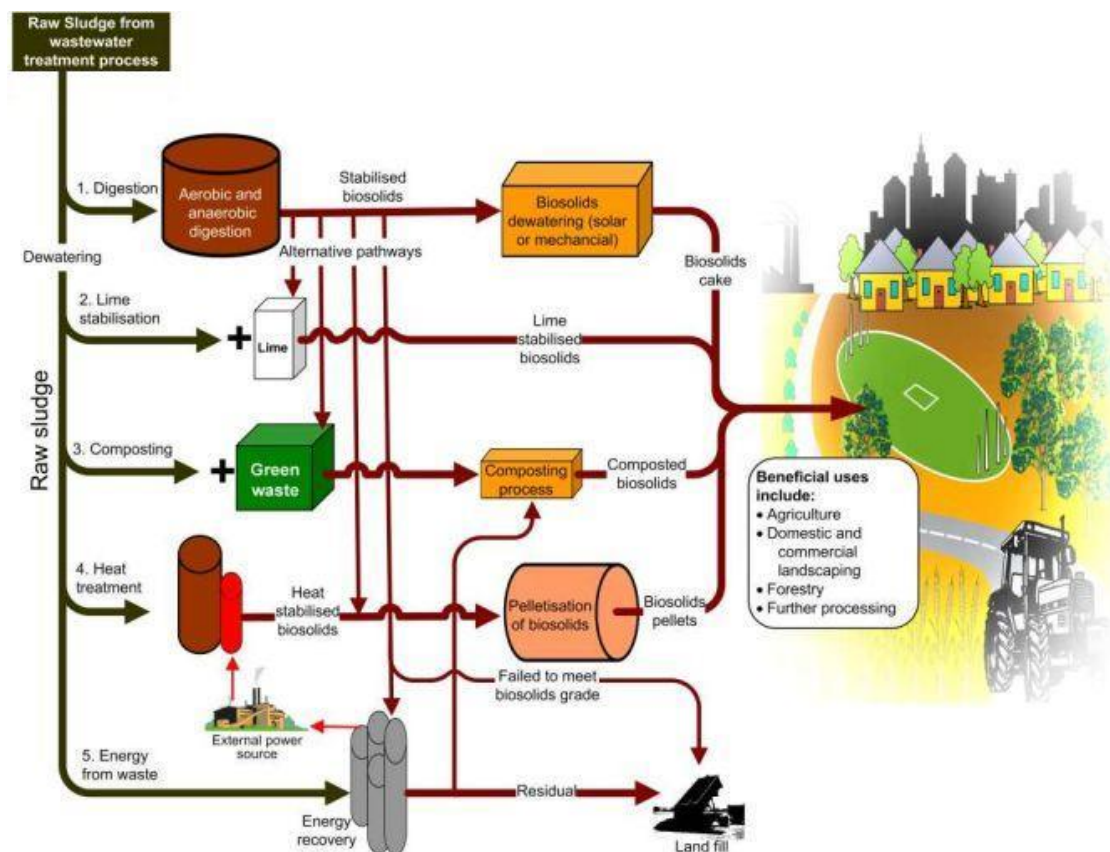 Raw Sludge from
wastewater
treatment process
1. Digestion
Aerobic and
anaerobic
digestion
Stabilised
biosolids
Biosolids
dewatering (solar
or mechancial)
Alternative pathways
Biosolids
cake
Dewatering
2. Lime
stabilisation
+
Lime
Lime
stabilised
biosolids
Raw sludge
3. Composting
+
Green
waste
Composting
process
Composted
biosolids
Beneficial uses
include:
• Agriculture
• Domestic and
commercial
landscaping
• Forestry
• Further processing
4. Heat
treatment
Heat
stabilised
biosolids
Pelletisation
of biosolids
Biosolids
pellets
Failed to meet
biosolids grade
External power
source
5. Energy
from waste
Energy
recovery
Residual
Land fill